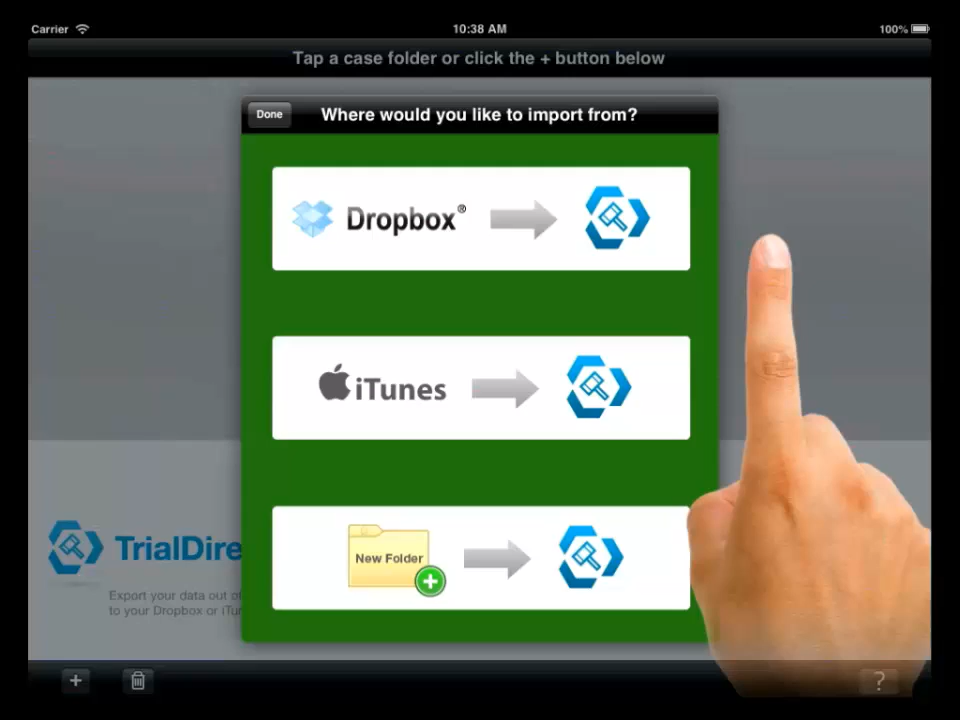 Carrier 10:38 AM 100%
Tap a case folder or click the + button below
Done Where would you like to import from?
Dropbox®
iTunes
New Folder
TrialDire
Export your data out of
to your Dropbox or iTu
+ ?